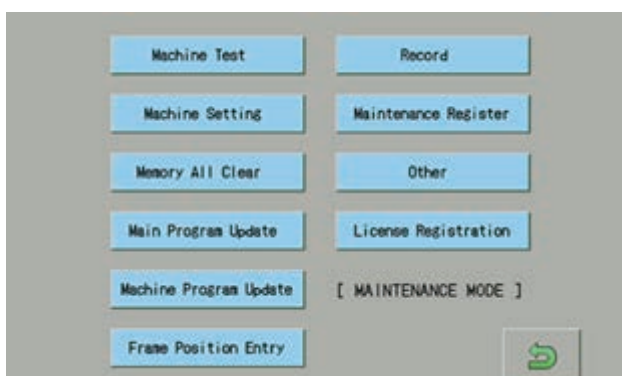 Machine Test
Record
Machine Setting
Maintenance Register
Memory All Clear
Other
Main Program Update
License Registration
Machine Program Update
[ MAINTENANCE MODE ]
Frame Position Entry